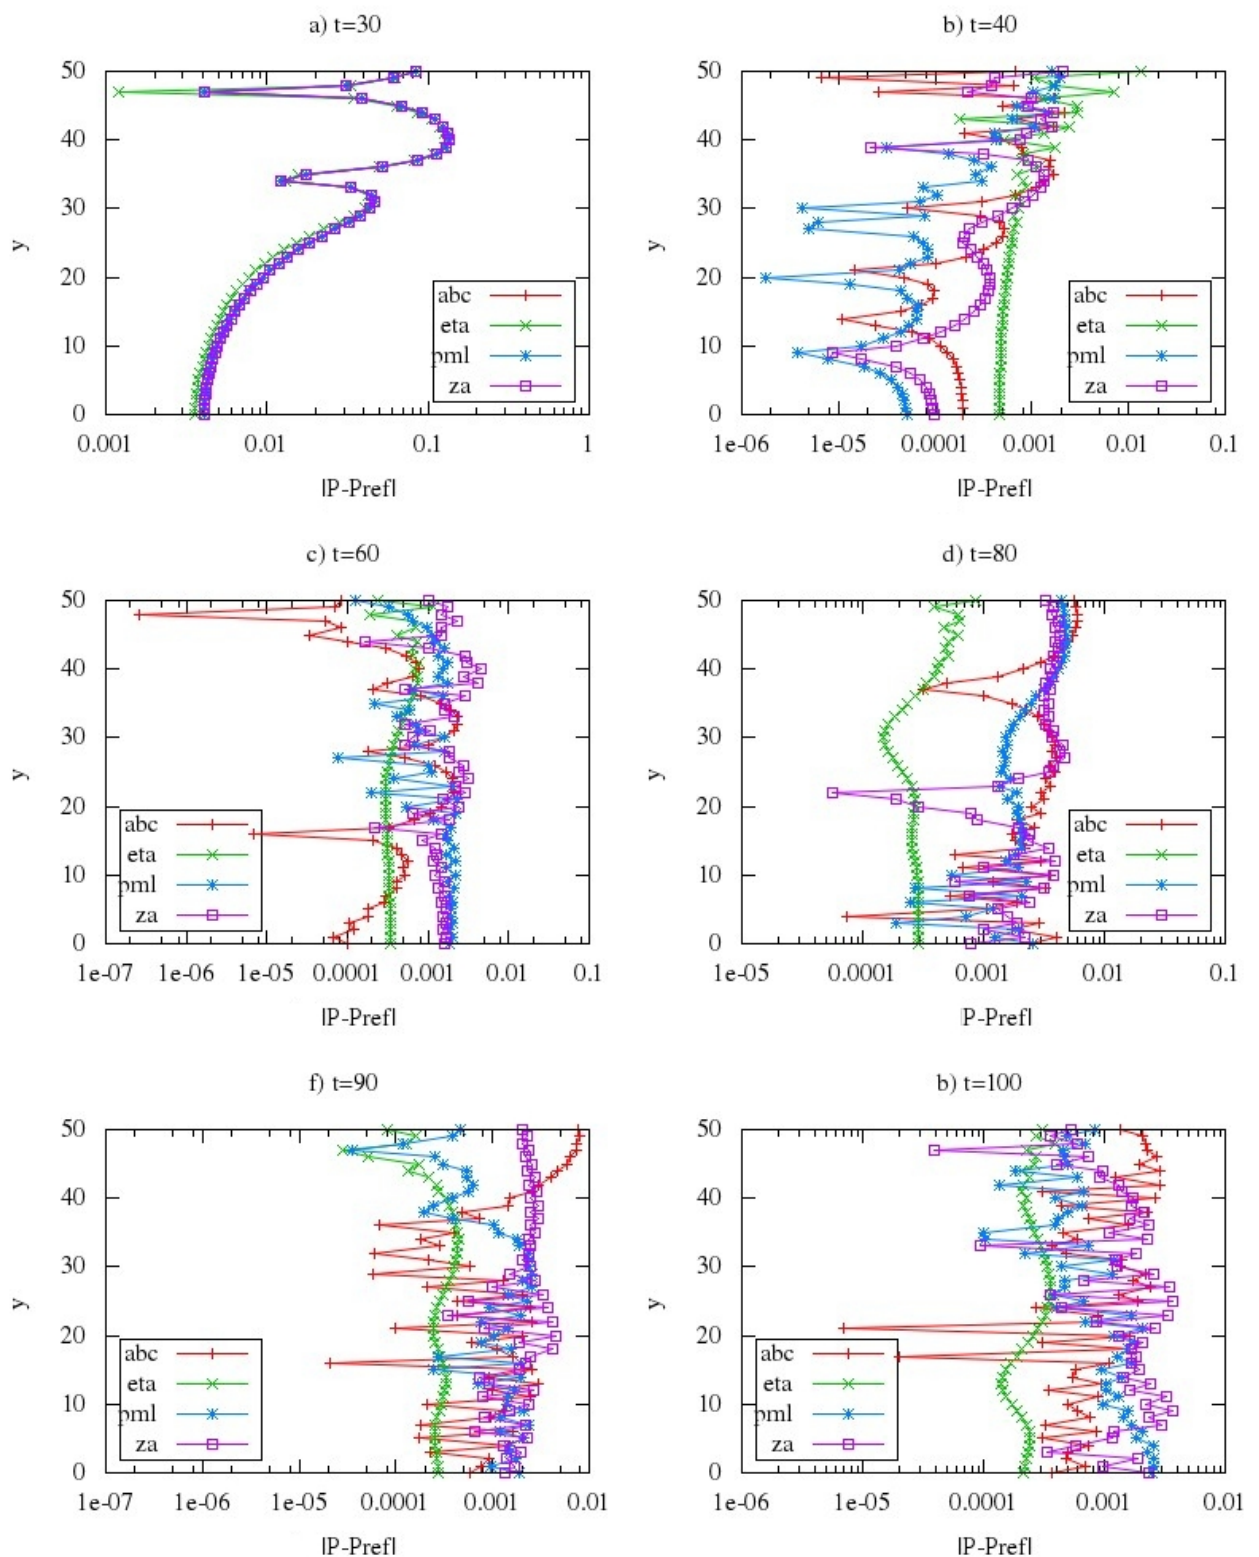 a) t=30
y
50
40
30
20
10
0
abc
eta
pml
za
0.001
0.01
0.1
1
|P-Pref|
b) t=40
y
50
40
30
20
10
0
abc
eta
pml
za
1e-06
1e-05
0.0001
0.001
0.01
0.1
|P-Pref|
c) t=60
y
50
40
30
20
10
0
abc
eta
pml
za
1e-07
1e-06
1e-05
0.0001
0.001
0.01
0.1
|P-Pref|
d) t=80
y
50
40
30
20
10
0
abc
eta
pml
za
1e-05
0.0001
0.001
0.01
0.1
|P-Pref|
f) t=90
y
50
40
30
20
10
0
abc
eta
pml
za
1e-07
1e-06
1e-05
0.0001
0.001
0.01
|P-Pref|
b) t=100
y
50
40
30
20
10
0
abc
eta
pml
za
1e-06
1e-05
0.0001
0.001
0.01
|P-Pref|